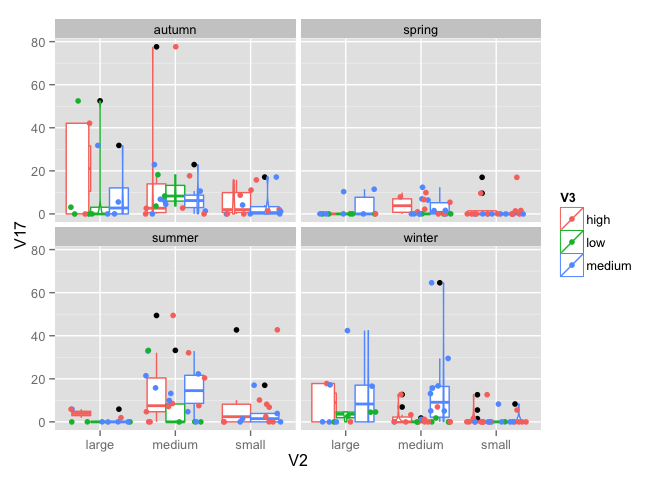 autumn
spring
80
60
40
20
0
V17
summer
winter
80
60
40
20
0
large
medium
small
large
medium
small
V2
V3
high
low
medium